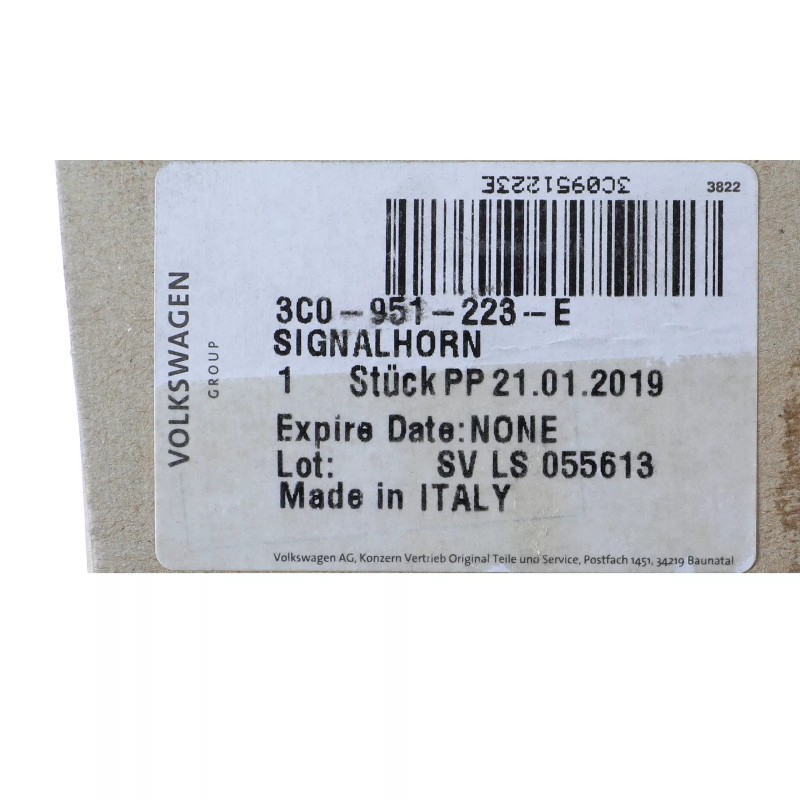 3C0951223E
3822
VOLKSWAGEN
GROUP
3C0-951-223-E
SIGNALHORN
1 Stück PP 21.01.2019
Expire Date:NONE
Lot: SV LS 055613
Made in ITALY
Volkswagen AG, Konzern Vertrieb Original Teile und Service, Postfach 1451, 34219 Baunatal